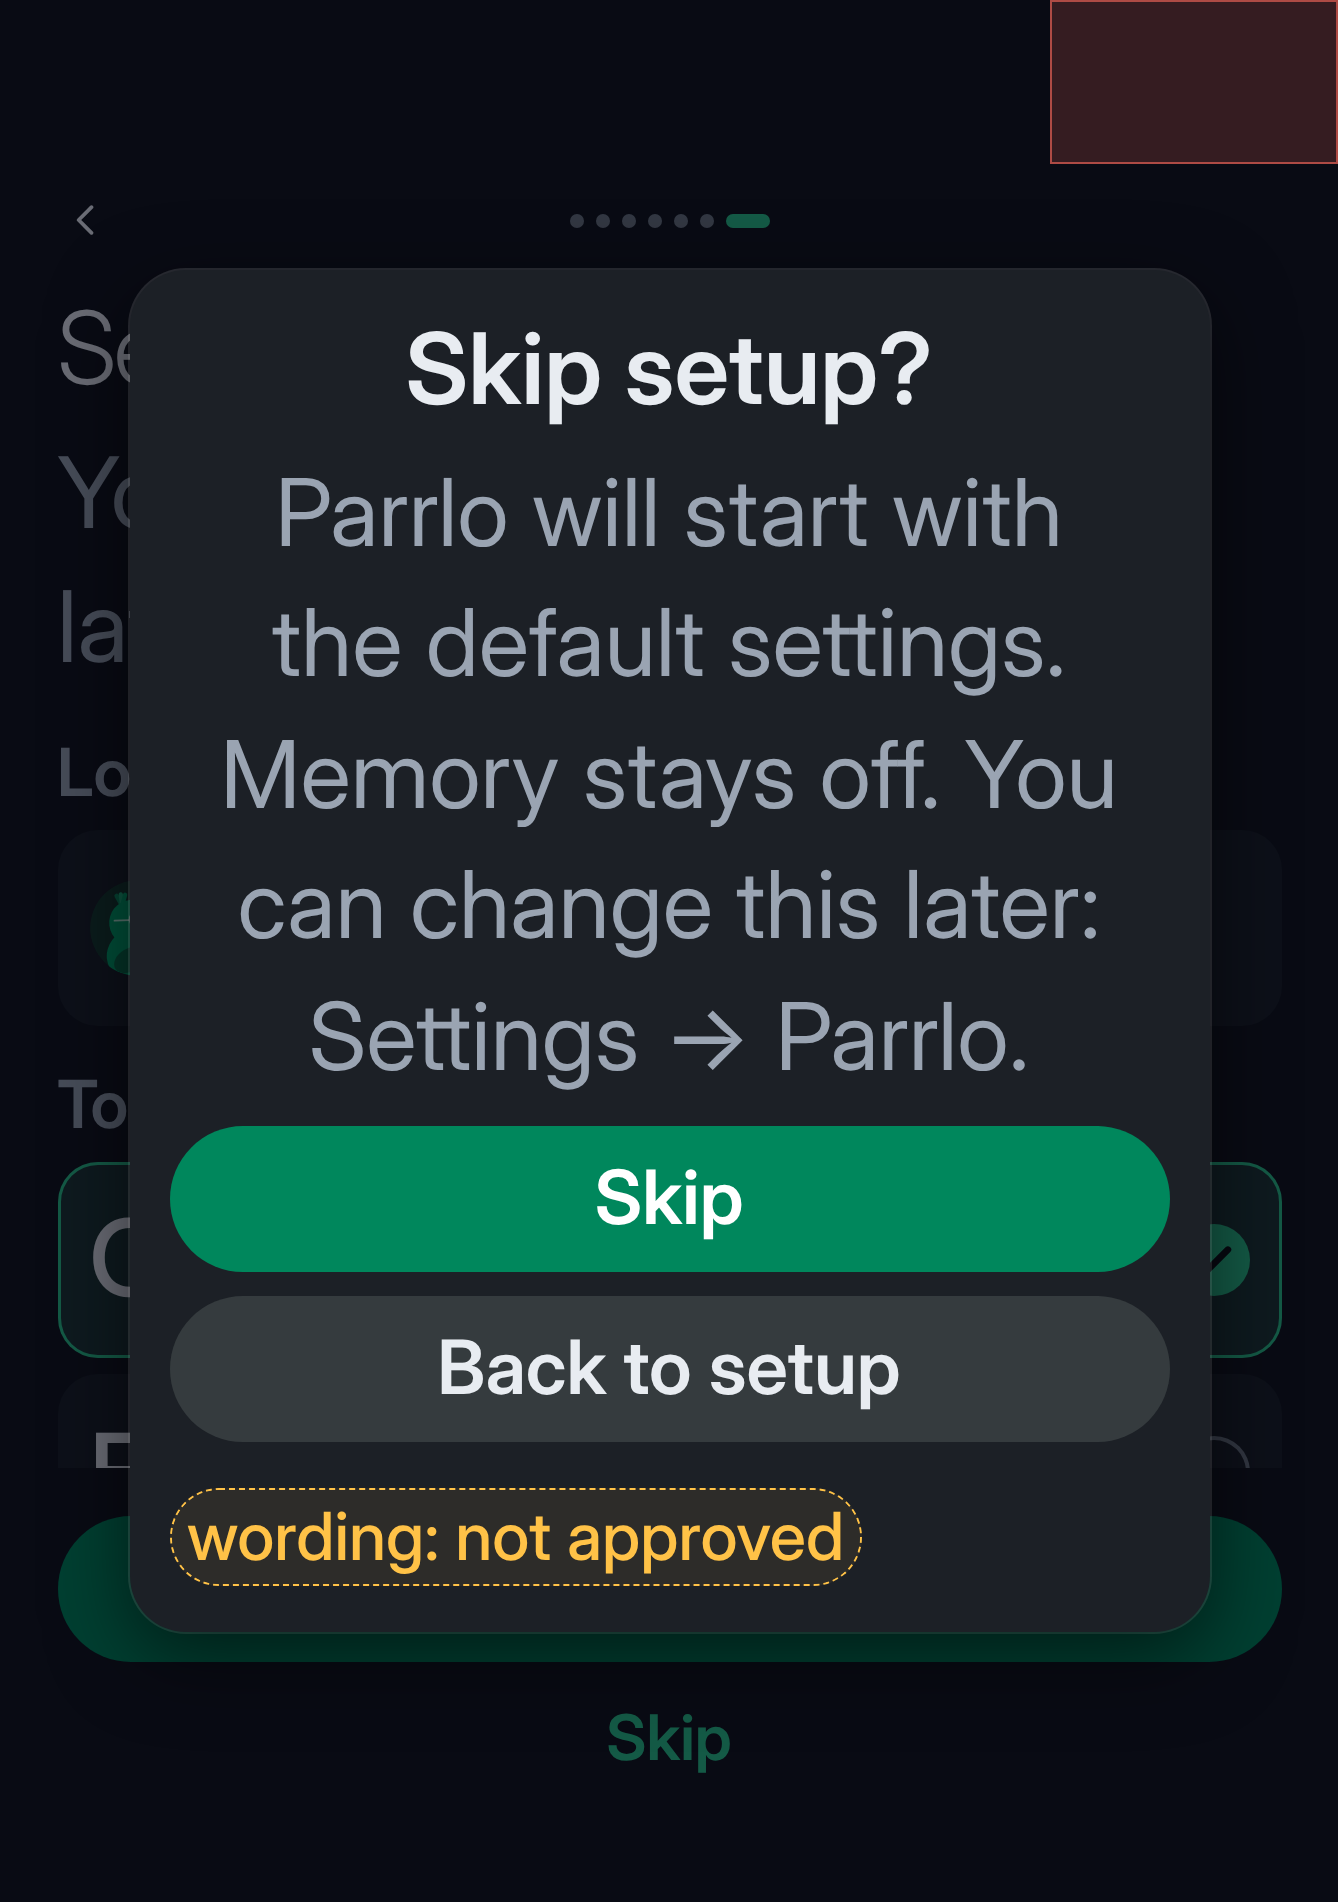 Skip setup?
Parrlo will start with
the default settings.
Memory stays off. You
can change this later:
Settings → Parrlo.
Skip
Back to setup
wording: not approved
Skip